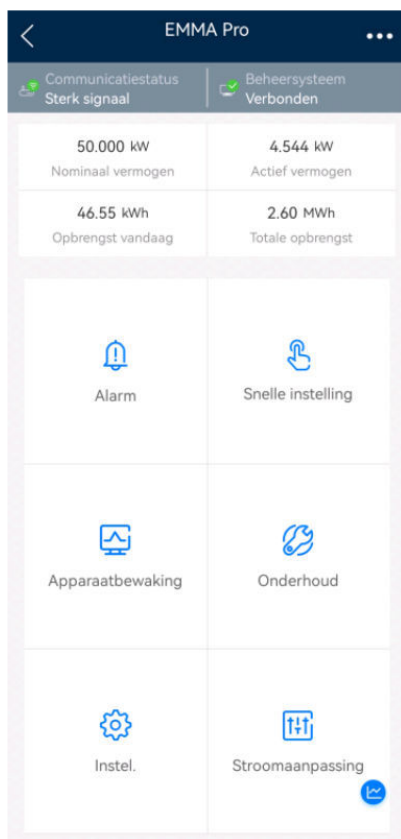 EMMA Pro
Communicatiestatus
Sterk signaal
Beheersysteem
Verbonden
50.000 kW
Nominaal vermogen
4.544 kW
Actief vermogen
46.55 kWh
Opbrengst vandaag
2.60 MWh
Totale opbrengst
Alarm
Snelle instelling
Apparaatbewaking
Onderhoud
Instel.
Stroomaanpassing